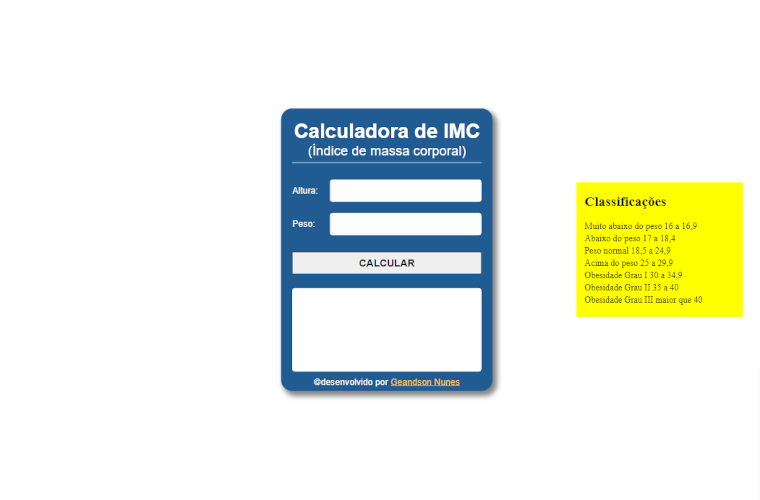 Calculadora de IMC
(Índice de massa corporal)
Altura:
Peso:
CALCULAR
©desenvolvido por Geandson Nunes
Classificações
Muito abaixo do peso 16 a 16,9
Abaixo do peso 17 a 18,4
Peso normal 18,5 a 24,9
Acima do peso 25 a 29,9
Obesidade Grau I 30 a 34,9
Obesidade Grau II 35 a 40
Obesidade Grau III maior que 40